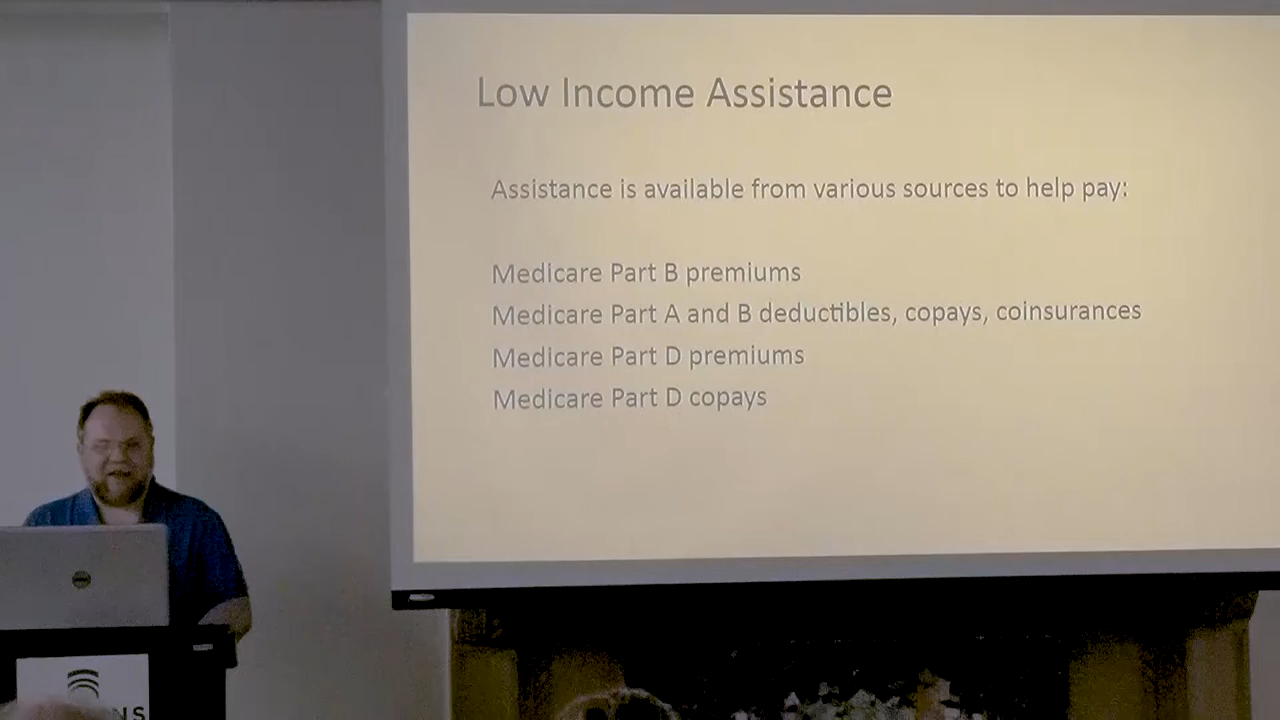 Low Income Assistance
Assistance is available from various sources to help pay:
Medicare Part B premiums
Medicare Part A and B deductibles, copays, coinsurances
Medicare Part D premiums
Medicare Part D copays
DELL